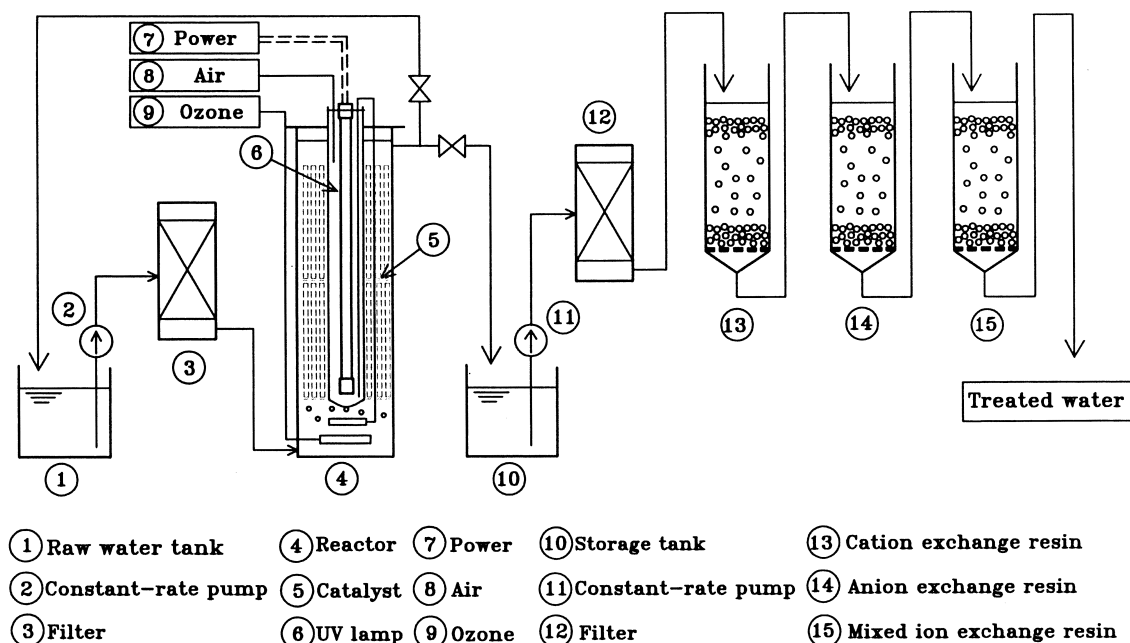 7 Power
8 Air
9 Ozone
12
6
5
2
11
3
13
14
15
Treated water
1
4
10
1 Raw water tank 4 Reactor 7 Power 10 Storage tank 13 Cation exchange resin
2 Constant-rate pump 5 Catalyst 8 Air 11 Constant-rate pump 14 Anion exchange resin
3 Filter 6 UV lamp 9 Ozone 12 Filter 15 Mixed ion exchange resin